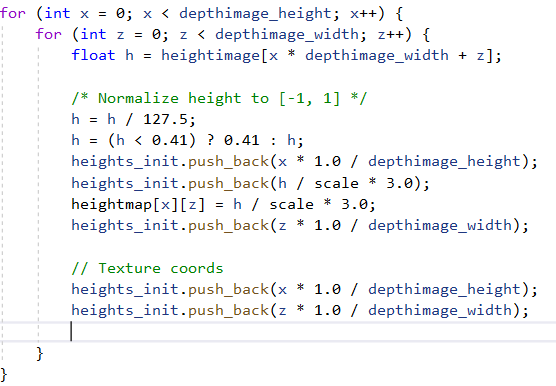 for (int x = 0; x < depthimage_height; x++) {
for (int z = 0; z < depthimage_width; z++) {
float h = heightimage[x * depthimage_width + z];
/* Normalize height to [-1, 1] */
h = h / 127.5;
h = (h < 0.41) ? 0.41 : h;
heights_init.push_back(x * 1.0 / depthimage_height);
heights_init.push_back(h / scale * 3.0);
heightmap[x][z] = h / scale * 3.0;
heights_init.push_back(z * 1.0 / depthimage_width);
// Texture coords
heights_init.push_back(x * 1.0 / depthimage_height);
heights_init.push_back(z * 1.0 / depthimage_width);
}
}